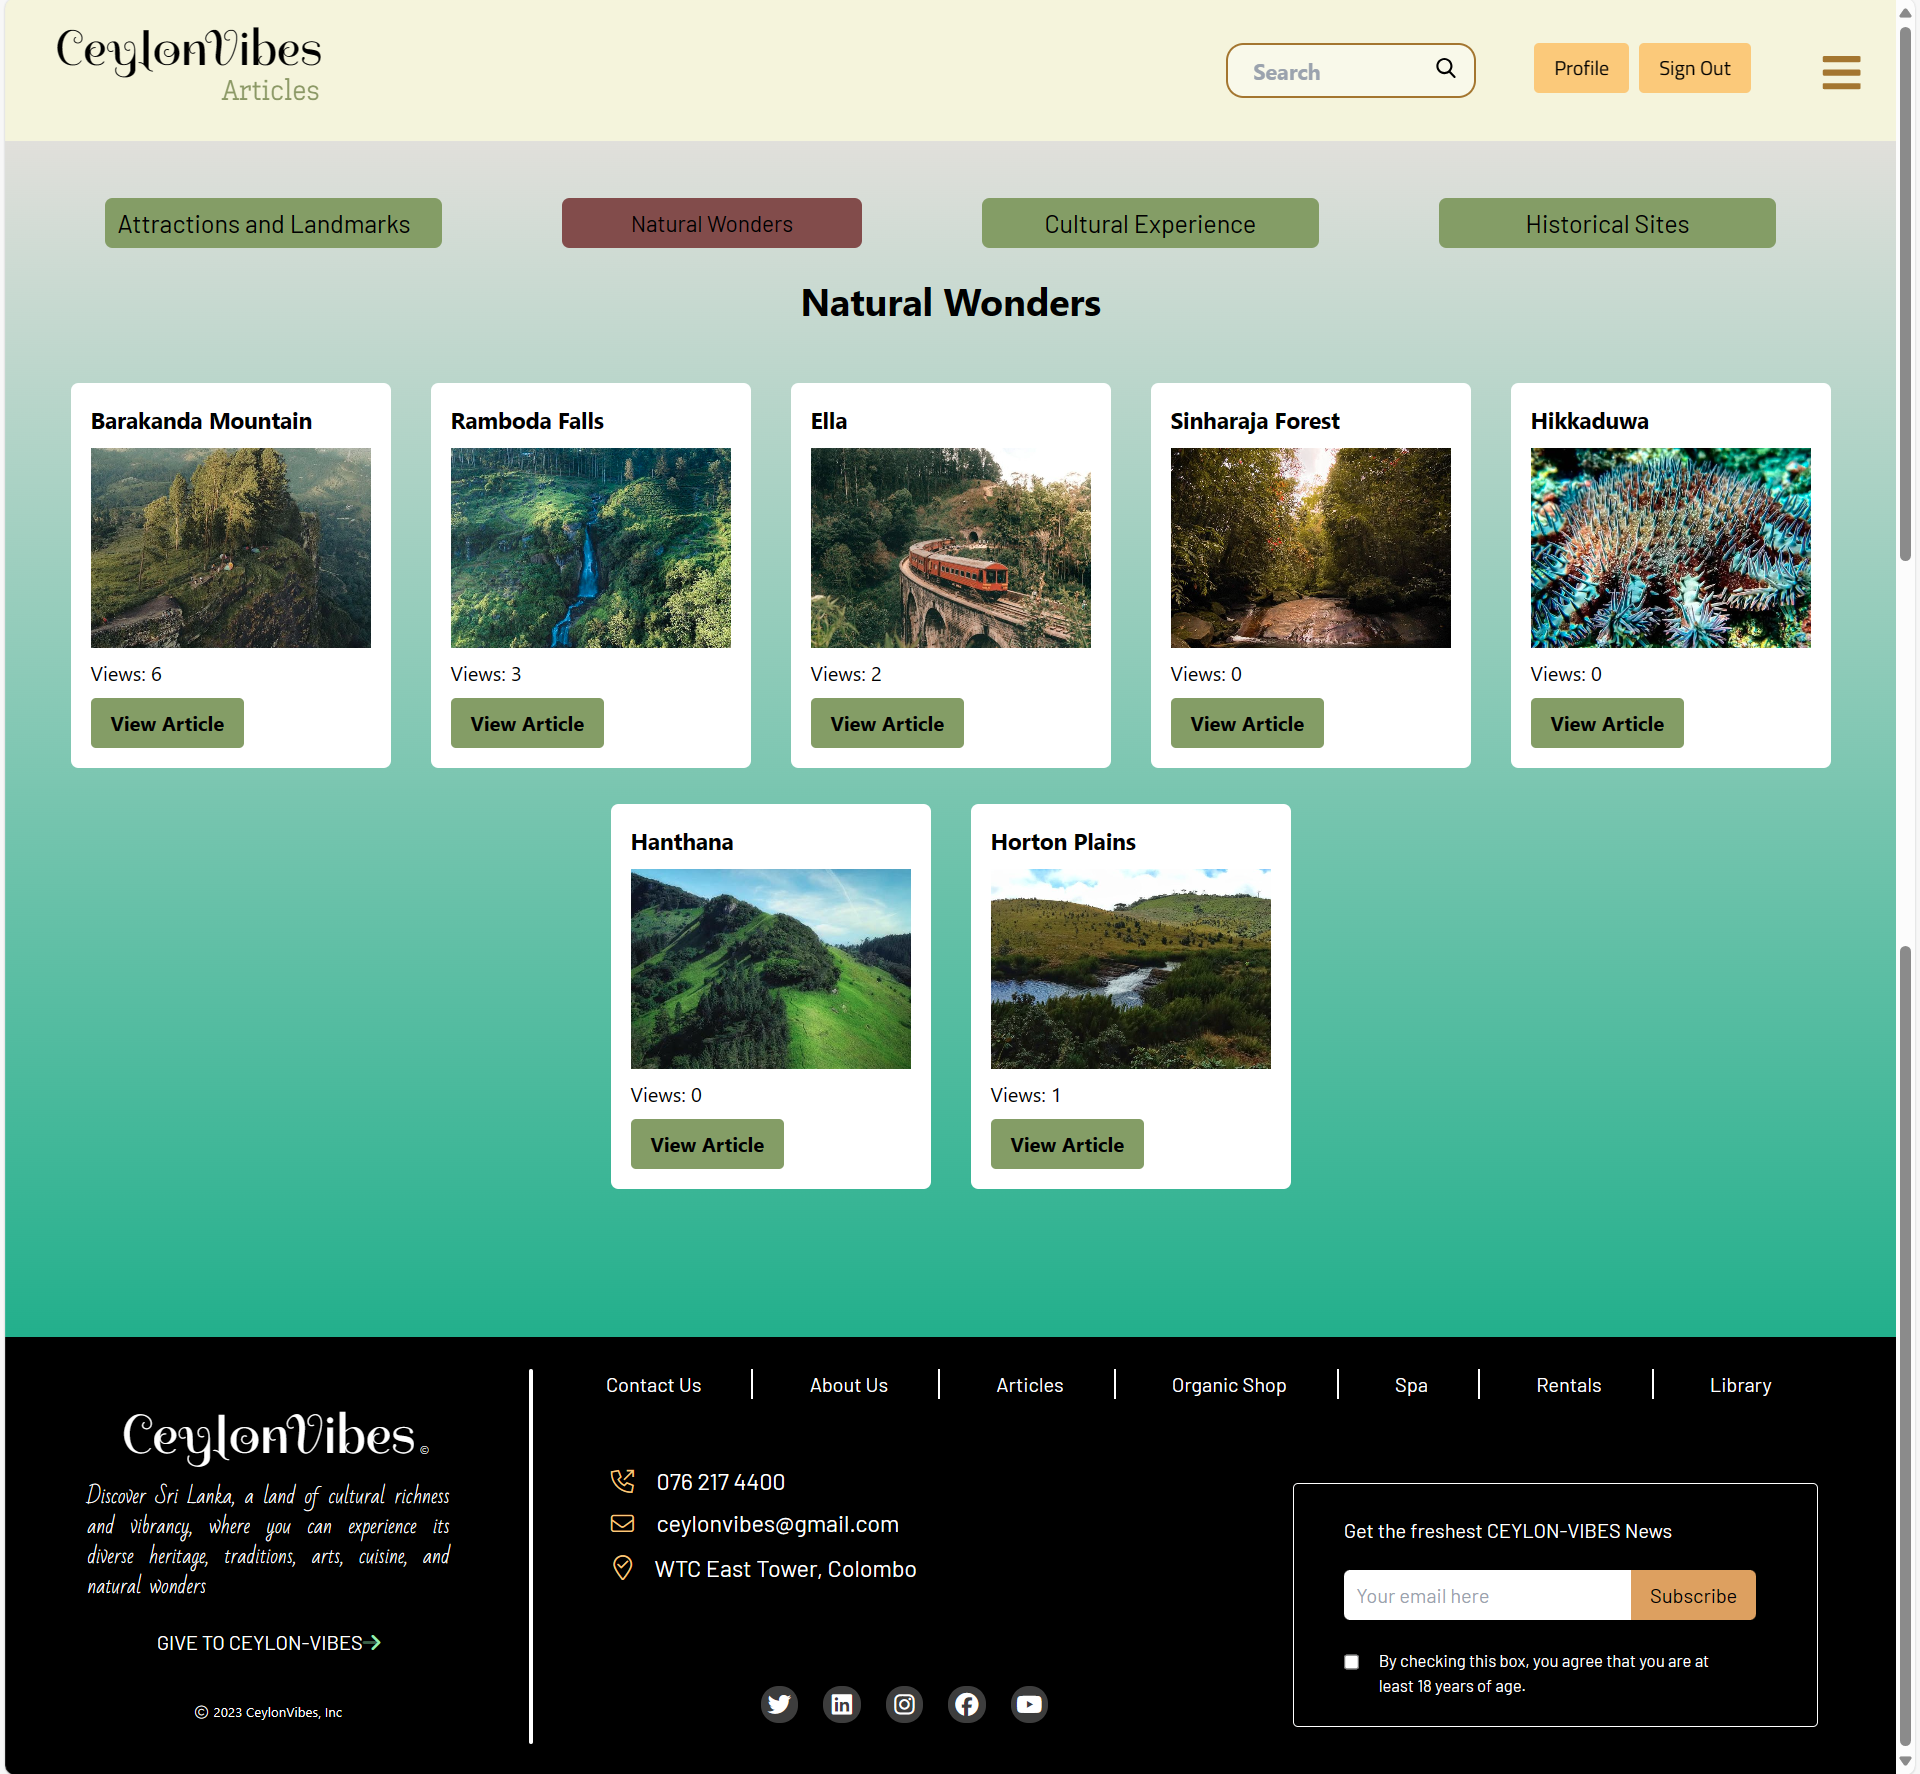 CeylonVibes
Articles
Search
Profile
Sign Out
Attractions and Landmarks
Natural Wonders
Cultural Experience
Historical Sites
Natural Wonders
Barakanda Mountain
Views: 6
View Article
Ramboda Falls
Views: 3
View Article
Ella
Views: 2
View Article
Sinharaja Forest
Views: 0
View Article
Hikkaduwa
Views: 0
View Article
Hanthana
Views: 0
View Article
Horton Plains
Views: 1
View Article
CeylonVibes ©
Discover Sri Lanka, a land of cultural richness
and vibrancy, where you can experience its
diverse heritage, traditions, arts, cuisine, and
natural wonders
GIVE TO CEYLON-VIBES
© 2023 CeylonVibes, Inc
Contact Us
About Us
Articles
Organic Shop
Spa
Rentals
Library
076 217 4400
ceylonvibes@gmail.com
WTC East Tower, Colombo
Get the freshest CEYLON-VIBES News
Your email here
Subscribe
By checking this box, you agree that you are at
least 18 years of age.